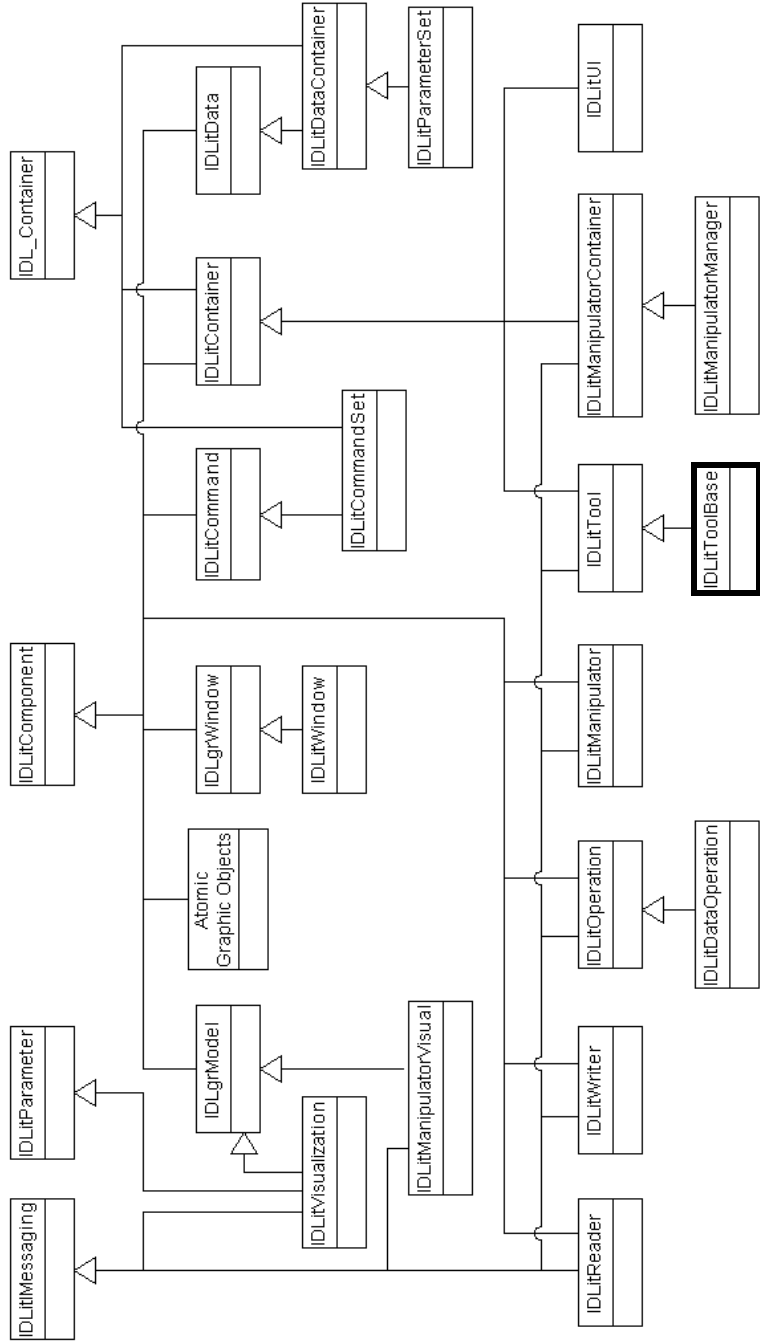 IDLitIMessaging
IDLitParameter
IDLitComponent
IDL_Container
IDLgrModel
Atomic
Graphic Objects
IDLgrWindow
IDLitCommand
IDLitContainer
IDLitData
IDLitVisualization
IDLitWindow
IDLitCommandSet
IDLitDataContainer
IDLitManipulatorVisual
IDLitParameterSet
IDLitReader
IDLitWriter
IDLitOperation
IDLitManipulator
IDLitTool
IDLitManipulatorContainer
IDLitUI
IDLitDataOperation
IDLitToolBase
IDLitManipulatorManager